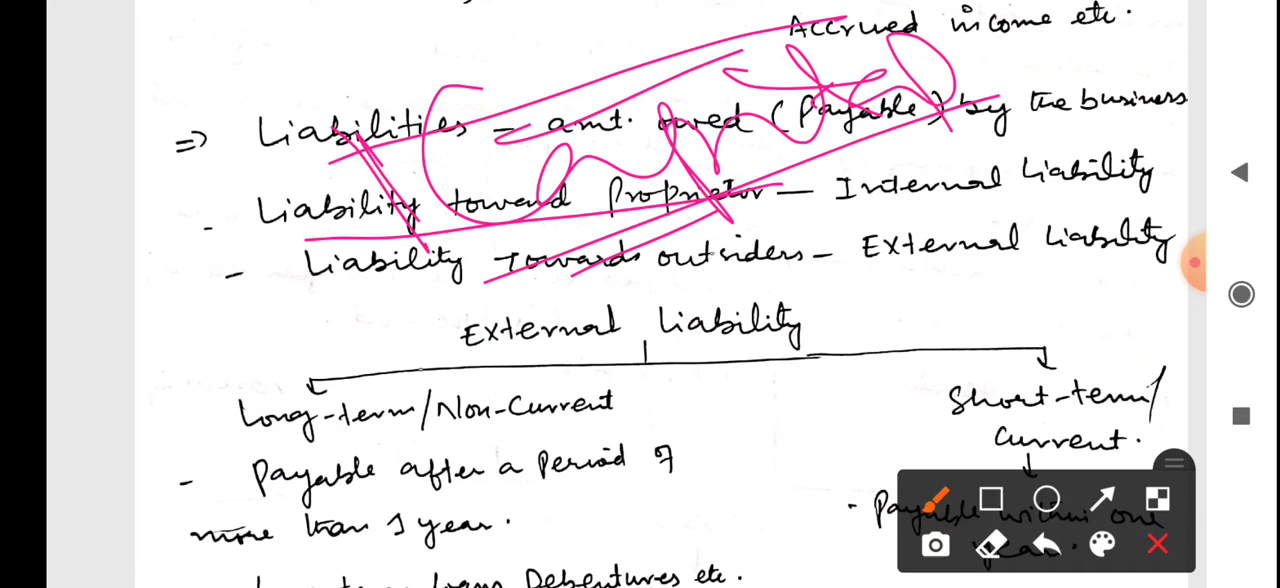 Accrued income etc.
=> Liabilities - amt. owed (Payable) by the business
- Liability toward Proprietor - Internal Liability
- Liability towards outsiders - External Liability
External Liability
Long-term/Non-Current
Short-term/
Current.
- Payable after a Period of
more than 1 year.
- Payable within one
year.
loans Debentures etc.